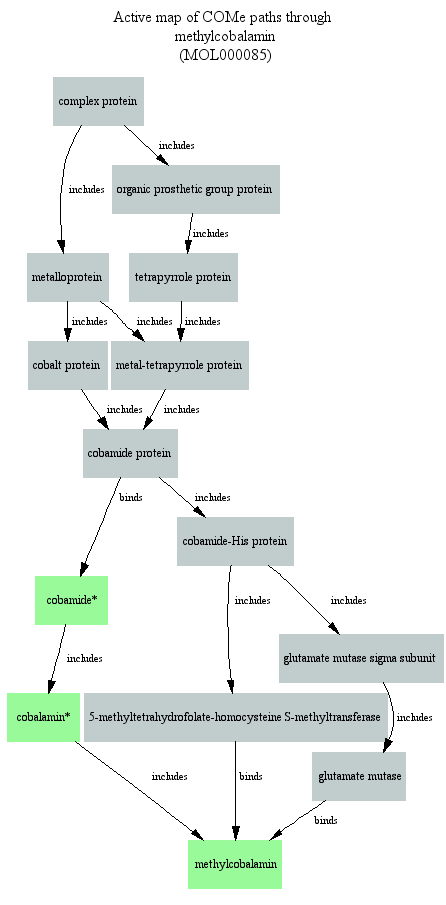 Active map of COMe paths through
methylcobalamin
(MOL000085)
complex protein
includes
includes
organic prosthetic group protein
includes
metalloprotein
tetrapyrrole protein
includes
includes
includes
cobalt protein
metal-tetrapyrrole protein
includes
includes
cobamide protein
binds
includes
cobamide-His protein
cobamide*
includes
includes
includes
glutamate mutase sigma subunit
cobalamin*
5-methyltetrahydrofolate-homocysteine S-methyltransferase
includes
includes
binds
glutamate mutase
binds
methylcobalamin